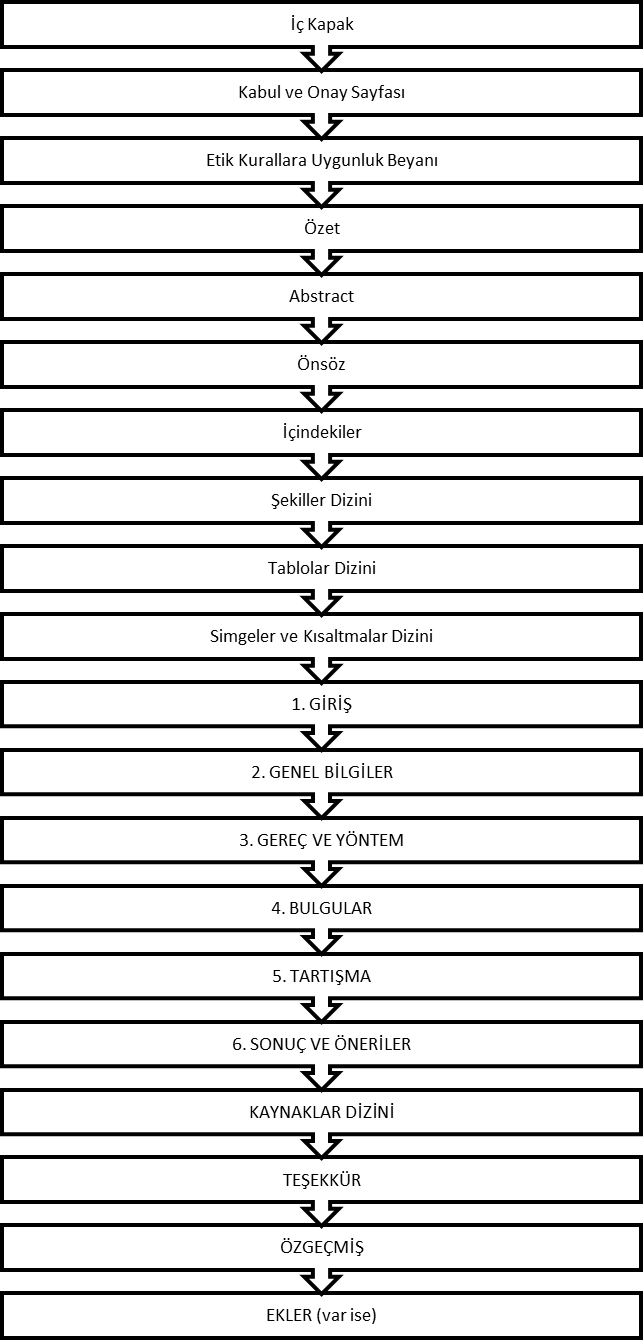 İç Kapak
Kabul ve Onay Sayfası
Etik Kurallara Uygunluk Beyanı
Özet
Abstract
Önsöz
İçindekiler
Şekiller Dizini
Tablolar Dizini
Simgeler ve Kısaltmalar Dizini
1. GİRİŞ
2. GENEL BİLGİLER
3. GEREÇ VE YÖNTEM
4. BULGULAR
5. TARTIŞMA
6. SONUÇ VE ÖNERİLER
KAYNAKLAR DİZİNİ
TEŞEKKÜR
ÖZGEÇMİŞ
EKLER (var ise)